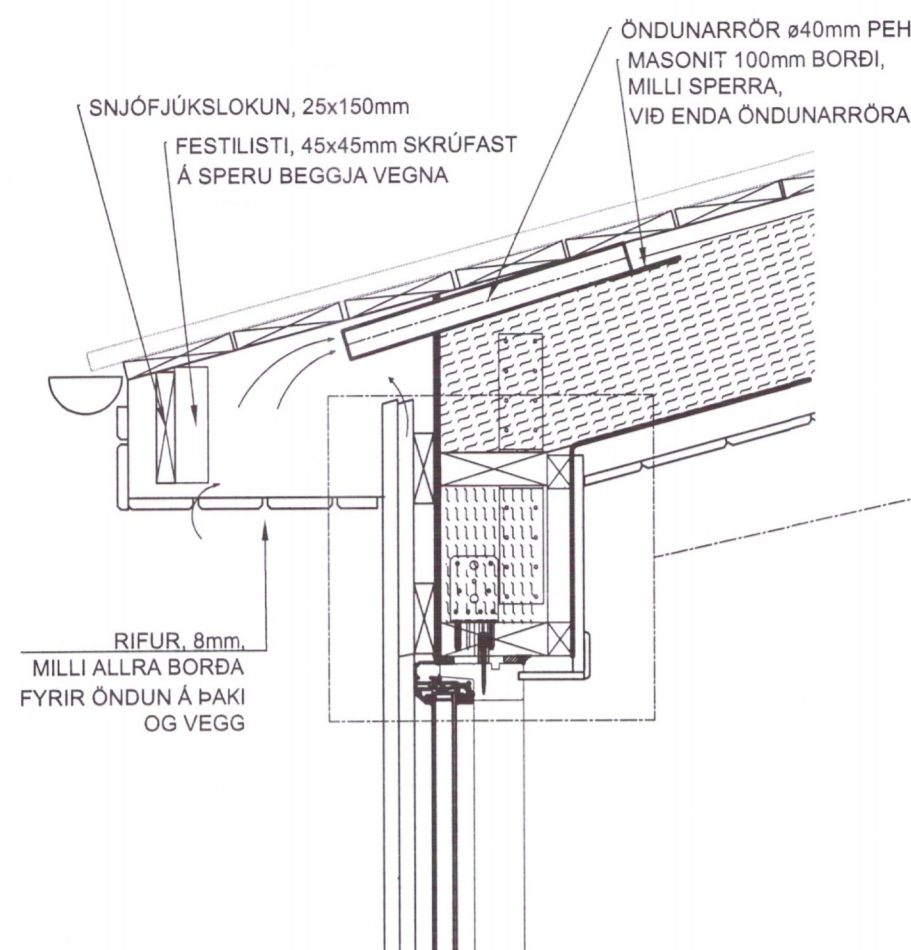 ÖNDUNARRÖR ø40mm PEH
MASONIT 100mm BORÐI,
MILLI SPERRA,
VIÐ ENDA ÖNDUNARRÖRA
SNJÓFJÚKSLOKUN, 25x150mm
FESTILISTI, 45x45mm SKRÚFAST
Á SPERU BEGGJA VEGNA
RIFUR, 8mm,
MILLI ALLRA BORÐA
FYRIR ÖNDUN Á ÞAKI
OG VEGG